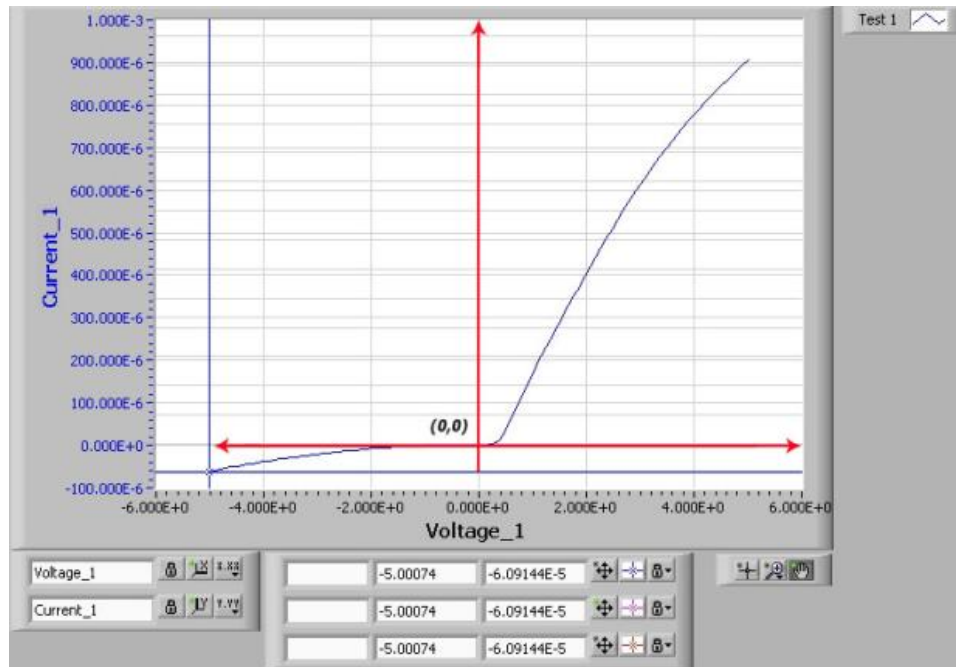 1.000E-3
Test 1
900.000E-6
800.000E-6
700.000E-6
600.000E-6
500.000E-6
400.000E-6
300.000E-6
200.000E-6
100.000E-6
0.000E+0
-100.000E-6
Current_1
(0,0)
-6.000E+0 -4.000E+0 -2.000E+0 0.000E+0 2.000E+0 4.000E+0 6.000E+0
Voltage_1
Voltage_1 X X.XX
-5.00074 -6.09144E-5
Current_1 Y Y.YY
-5.00074 -6.09144E-5
-5.00074 -6.09144E-5